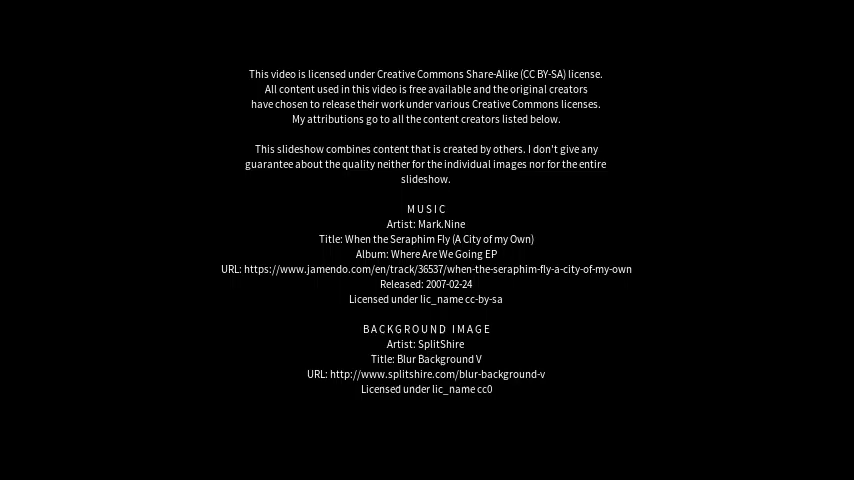 This video is licensed under Creative Commons Share-Alike (CC BY-SA) license.
All content used in this video is free available and the original creators
have chosen to release their work under various Creative Commons licenses.
My attributions go to all the content creators listed below.
This slideshow combines content that is created by others. I don't give any
guarantee about the quality neither for the individual images nor for the entire
slideshow.
MUSIC
Artist: Mark.Nine
Title: When the Seraphim Fly (A City of my Own)
Album: Where Are We Going EP
URL: https://www.jamendo.com/en/track/36537/when-the-seraphim-fly-a-city-of-my-own
Released: 2007-02-24
Licensed under lic_name cc-by-sa
BACKGROUND IMAGE
Artist: SplitShire
Title: Blur Background V
URL: http://www.splitshire.com/blur-background-v
Licensed under lic_name cc0